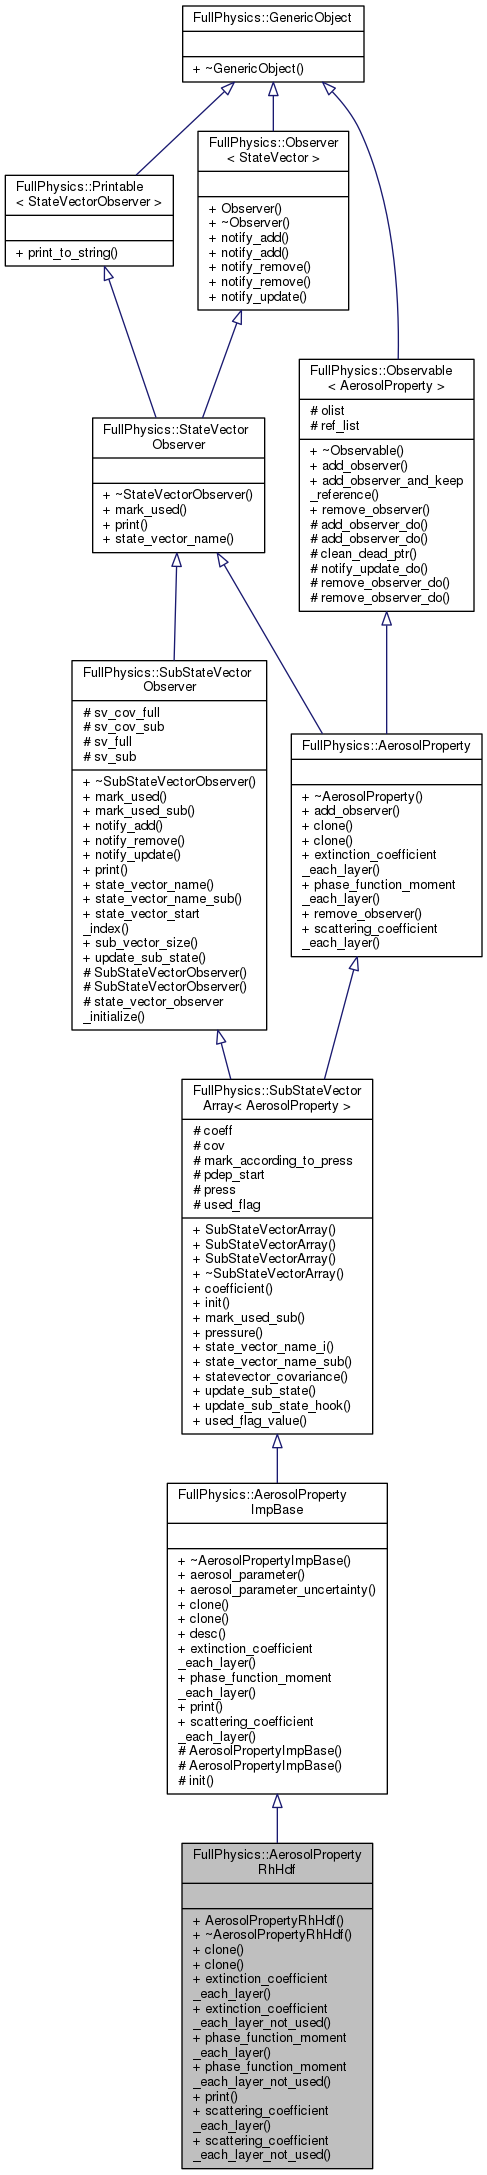 FullPhysics::GenericObject
+ ~GenericObject()
FullPhysics::Observer
< StateVector >
+ Observer()
+ ~Observer()
+ notify_add()
+ notify_add()
+ notify_remove()
+ notify_remove()
+ notify_update()
FullPhysics::Printable
< StateVectorObserver >
+ print_to_string()
FullPhysics::Observable
< AerosolProperty >
# olist
# ref_list
+ ~Observable()
+ add_observer()
+ add_observer_and_keep
_reference()
+ remove_observer()
# add_observer_do()
# add_observer_do()
# clean_dead_ptr()
# notify_update_do()
# remove_observer_do()
# remove_observer_do()
FullPhysics::StateVector
Observer
+ ~StateVectorObserver()
+ mark_used()
+ print()
+ state_vector_name()
FullPhysics::SubStateVector
Observer
# sv_cov_full
# sv_cov_sub
# sv_full
# sv_sub
+ ~SubStateVectorObserver()
+ mark_used()
+ mark_used_sub()
+ notify_add()
+ notify_remove()
+ notify_update()
+ print()
+ state_vector_name()
+ state_vector_name_sub()
+ state_vector_start
_index()
+ sub_vector_size()
+ update_sub_state()
# SubStateVectorObserver()
# SubStateVectorObserver()
# state_vector_observer
_initialize()
FullPhysics::AerosolProperty
+ ~AerosolProperty()
+ add_observer()
+ clone()
+ clone()
+ extinction_coefficient
_each_layer()
+ phase_function_moment
_each_layer()
+ remove_observer()
+ scattering_coefficient
_each_layer()
FullPhysics::SubStateVector
Array< AerosolProperty >
# coeff
# cov
# mark_according_to_press
# pdep_start
# press
# used_flag
+ SubStateVectorArray()
+ SubStateVectorArray()
+ SubStateVectorArray()
+ ~SubStateVectorArray()
+ coefficient()
+ init()
+ mark_used_sub()
+ pressure()
+ state_vector_name_i()
+ state_vector_name_sub()
+ statevector_covariance()
+ update_sub_state()
+ update_sub_state_hook()
+ used_flag_value()
FullPhysics::AerosolProperty
ImpBase
+ ~AerosolPropertyImpBase()
+ aerosol_parameter()
+ aerosol_parameter_uncertainty()
+ clone()
+ clone()
+ desc()
+ extinction_coefficient
_each_layer()
+ phase_function_moment
_each_layer()
+ print()
+ scattering_coefficient
_each_layer()
# AerosolPropertyImpBase()
# AerosolPropertyImpBase()
# init()
FullPhysics::AerosolProperty
RhHdf
+ AerosolPropertyRhHdf()
+ ~AerosolPropertyRhHdf()
+ clone()
+ clone()
+ extinction_coefficient
_each_layer()
+ extinction_coefficient
_each_layer_not_used()
+ phase_function_moment
_each_layer()
+ phase_function_moment
_each_layer_not_used()
+ print()
+ scattering_coefficient
_each_layer()
+ scattering_coefficient
_each_layer_not_used()